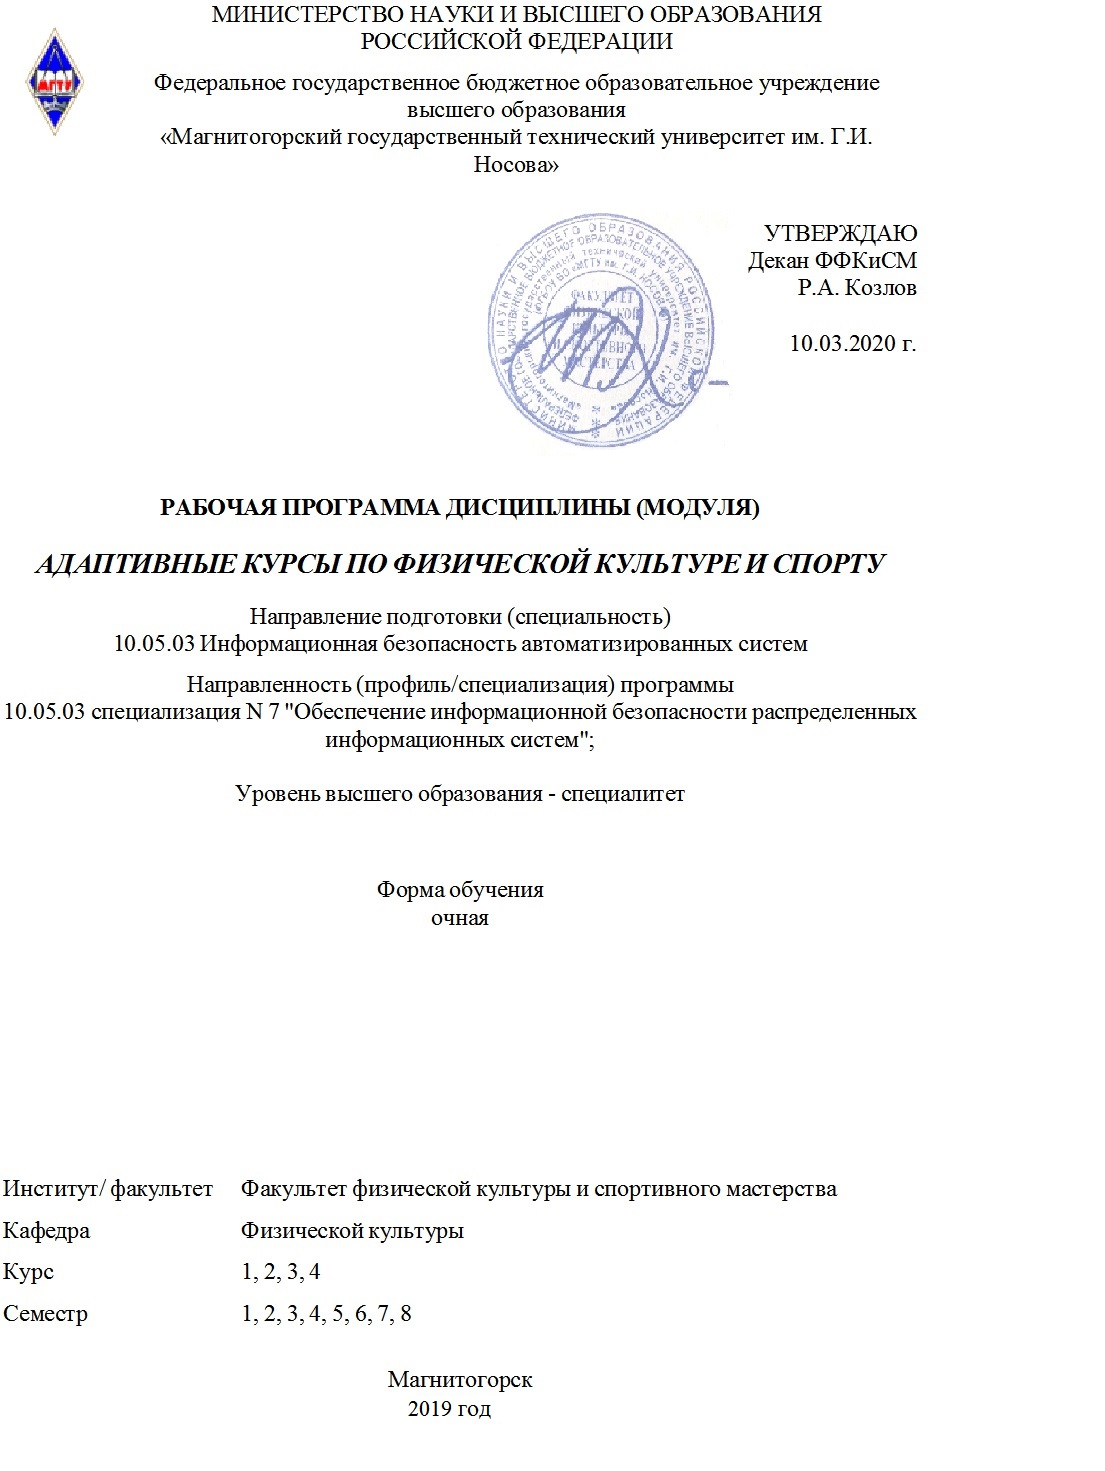 МИНИСТЕРСТВО НАУКИ И ВЫСШЕГО ОБРАЗОВАНИЯ
РОССИЙСКОЙ ФЕДЕРАЦИИ
МГТУ
Федеральное государственное бюджетное образовательное учреждение
высшего образования
«Магнитогорский государственный технический университет им. Г.И.
Носова»
УТВЕРЖДАЮ
Декан ФФКиСМ
Р.А. Козлов
10.03.2020 г.
РАБОЧАЯ ПРОГРАММА ДИСЦИПЛИНЫ (МОДУЛЯ)
АДАПТИВНЫЕ КУРСЫ ПО ФИЗИЧЕСКОЙ КУЛЬТУРЕ И СПОРТУ
Направление подготовки (специальность)
10.05.03 Информационная безопасность автоматизированных систем
Направленность (профиль/специализация) программы
10.05.03 специализация N 7 "Обеспечение информационной безопасности распределенных
информационных систем";
Уровень высшего образования - специалитет
Форма обучения
очная
Институт/ факультет Факультет физической культуры и спортивного мастерства
Кафедра Физической культуры
Курс 1, 2, 3, 4
Семестр 1, 2, 3, 4, 5, 6, 7, 8
Магнитогорск
2019 год